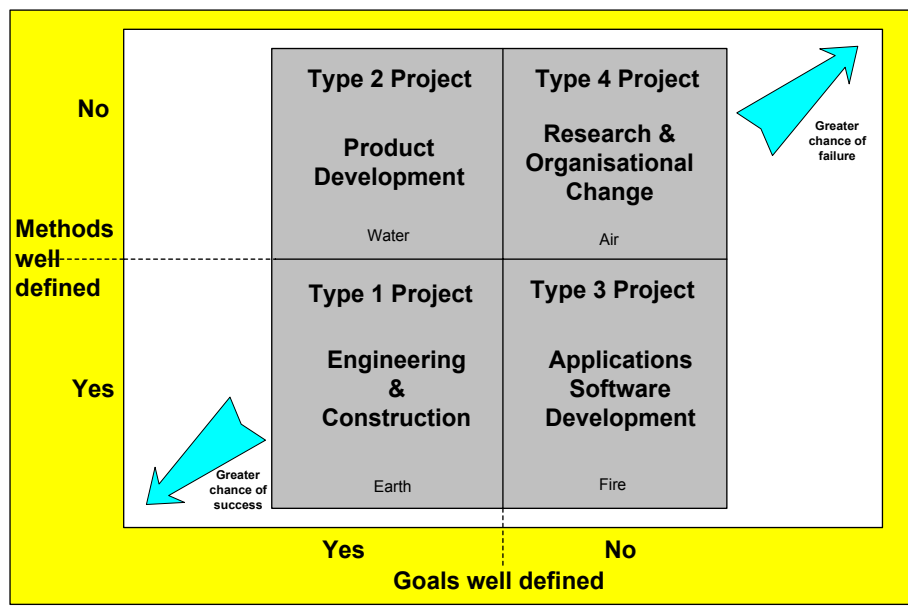 No
Methods
well
defined
Yes
Type 2 Project
Product
Development
Water
Type 4 Project
Research &
Organisational
Change
Air
Type 1 Project
Engineering
&
Construction
Earth
Type 3 Project
Applications
Software
Development
Fire
Greater
chance of
failure
Greater
chance of
success
Yes
No
Goals well defined